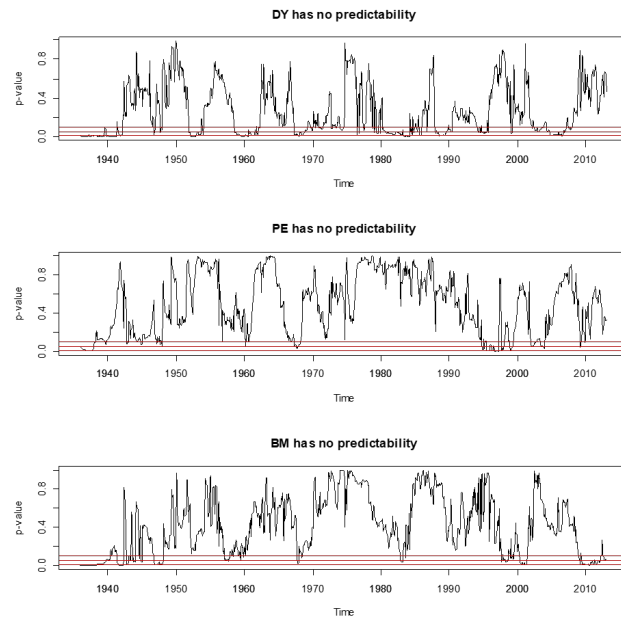 DY has no predictability
p-value
0.0 0.4 0.8
1940 1950 1960 1970 1980 1990 2000 2010
Time
PE has no predictability
p-value
0.0 0.4 0.8
1940 1950 1960 1970 1980 1990 2000 2010
Time
BM has no predictability
p-value
0.0 0.4 0.8
1940 1950 1960 1970 1980 1990 2000 2010
Time